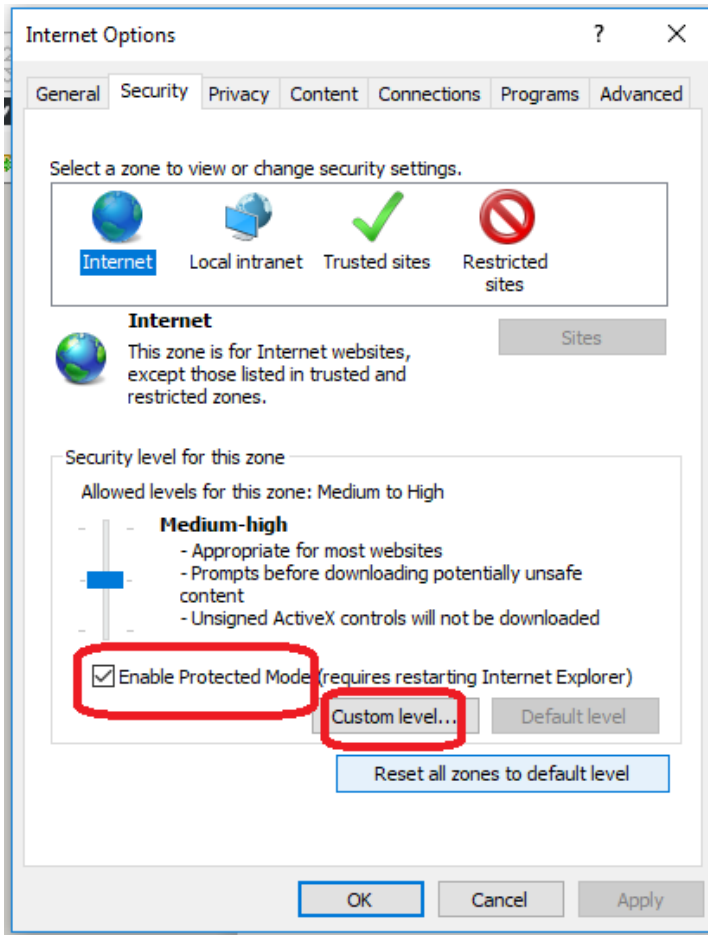 Internet Options
?
General Security Privacy Content Connections Programs Advanced
Select a zone to view or change security settings.
Internet
Local intranet
Trusted sites
Restricted
sites
Internet
Sites
This zone is for Internet websites,
except those listed in trusted and
restricted zones.
Security level for this zone
Allowed levels for this zone: Medium to High
Medium-high
- Appropriate for most websites
- Prompts before downloading potentially unsafe
content
- Unsigned ActiveX controls will not be downloaded
Enable Protected Mode (requires restarting Internet Explorer)
Custom level... Default level
Reset all zones to default level
OK Cancel Apply